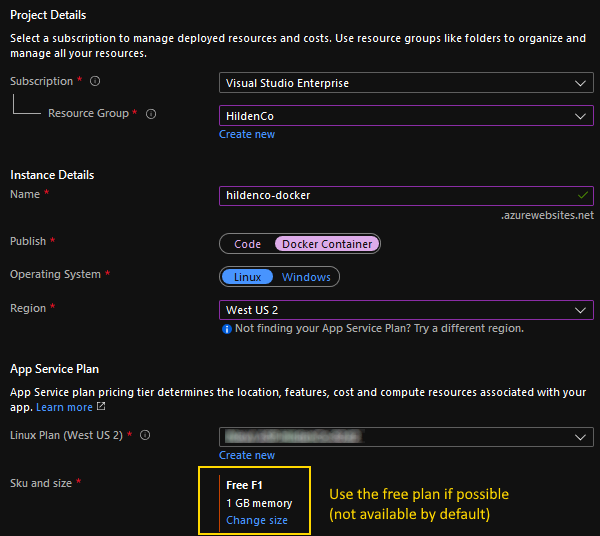 Project Details
Select a subscription to manage deployed resources and costs. Use resource groups like folders to organize and
manage all your resources.
Subscription *
Visual Studio Enterprise
Resource Group *
HildenCo
Create new
Instance Details
Name *
hildenco-docker
.azurewebsites.net
Publish *
Code Docker Container
Operating System *
Linux Windows
Region *
West US 2
Not finding your App Service Plan? Try a different region.
App Service Plan
App Service plan pricing tier determines the location, features, cost and compute resources associated with your
app. Learn more
Linux Plan (West US 2) *
Create new
Sku and size *
Free F1
1 GB memory
Change size
Use the free plan if possible
(not available by default)